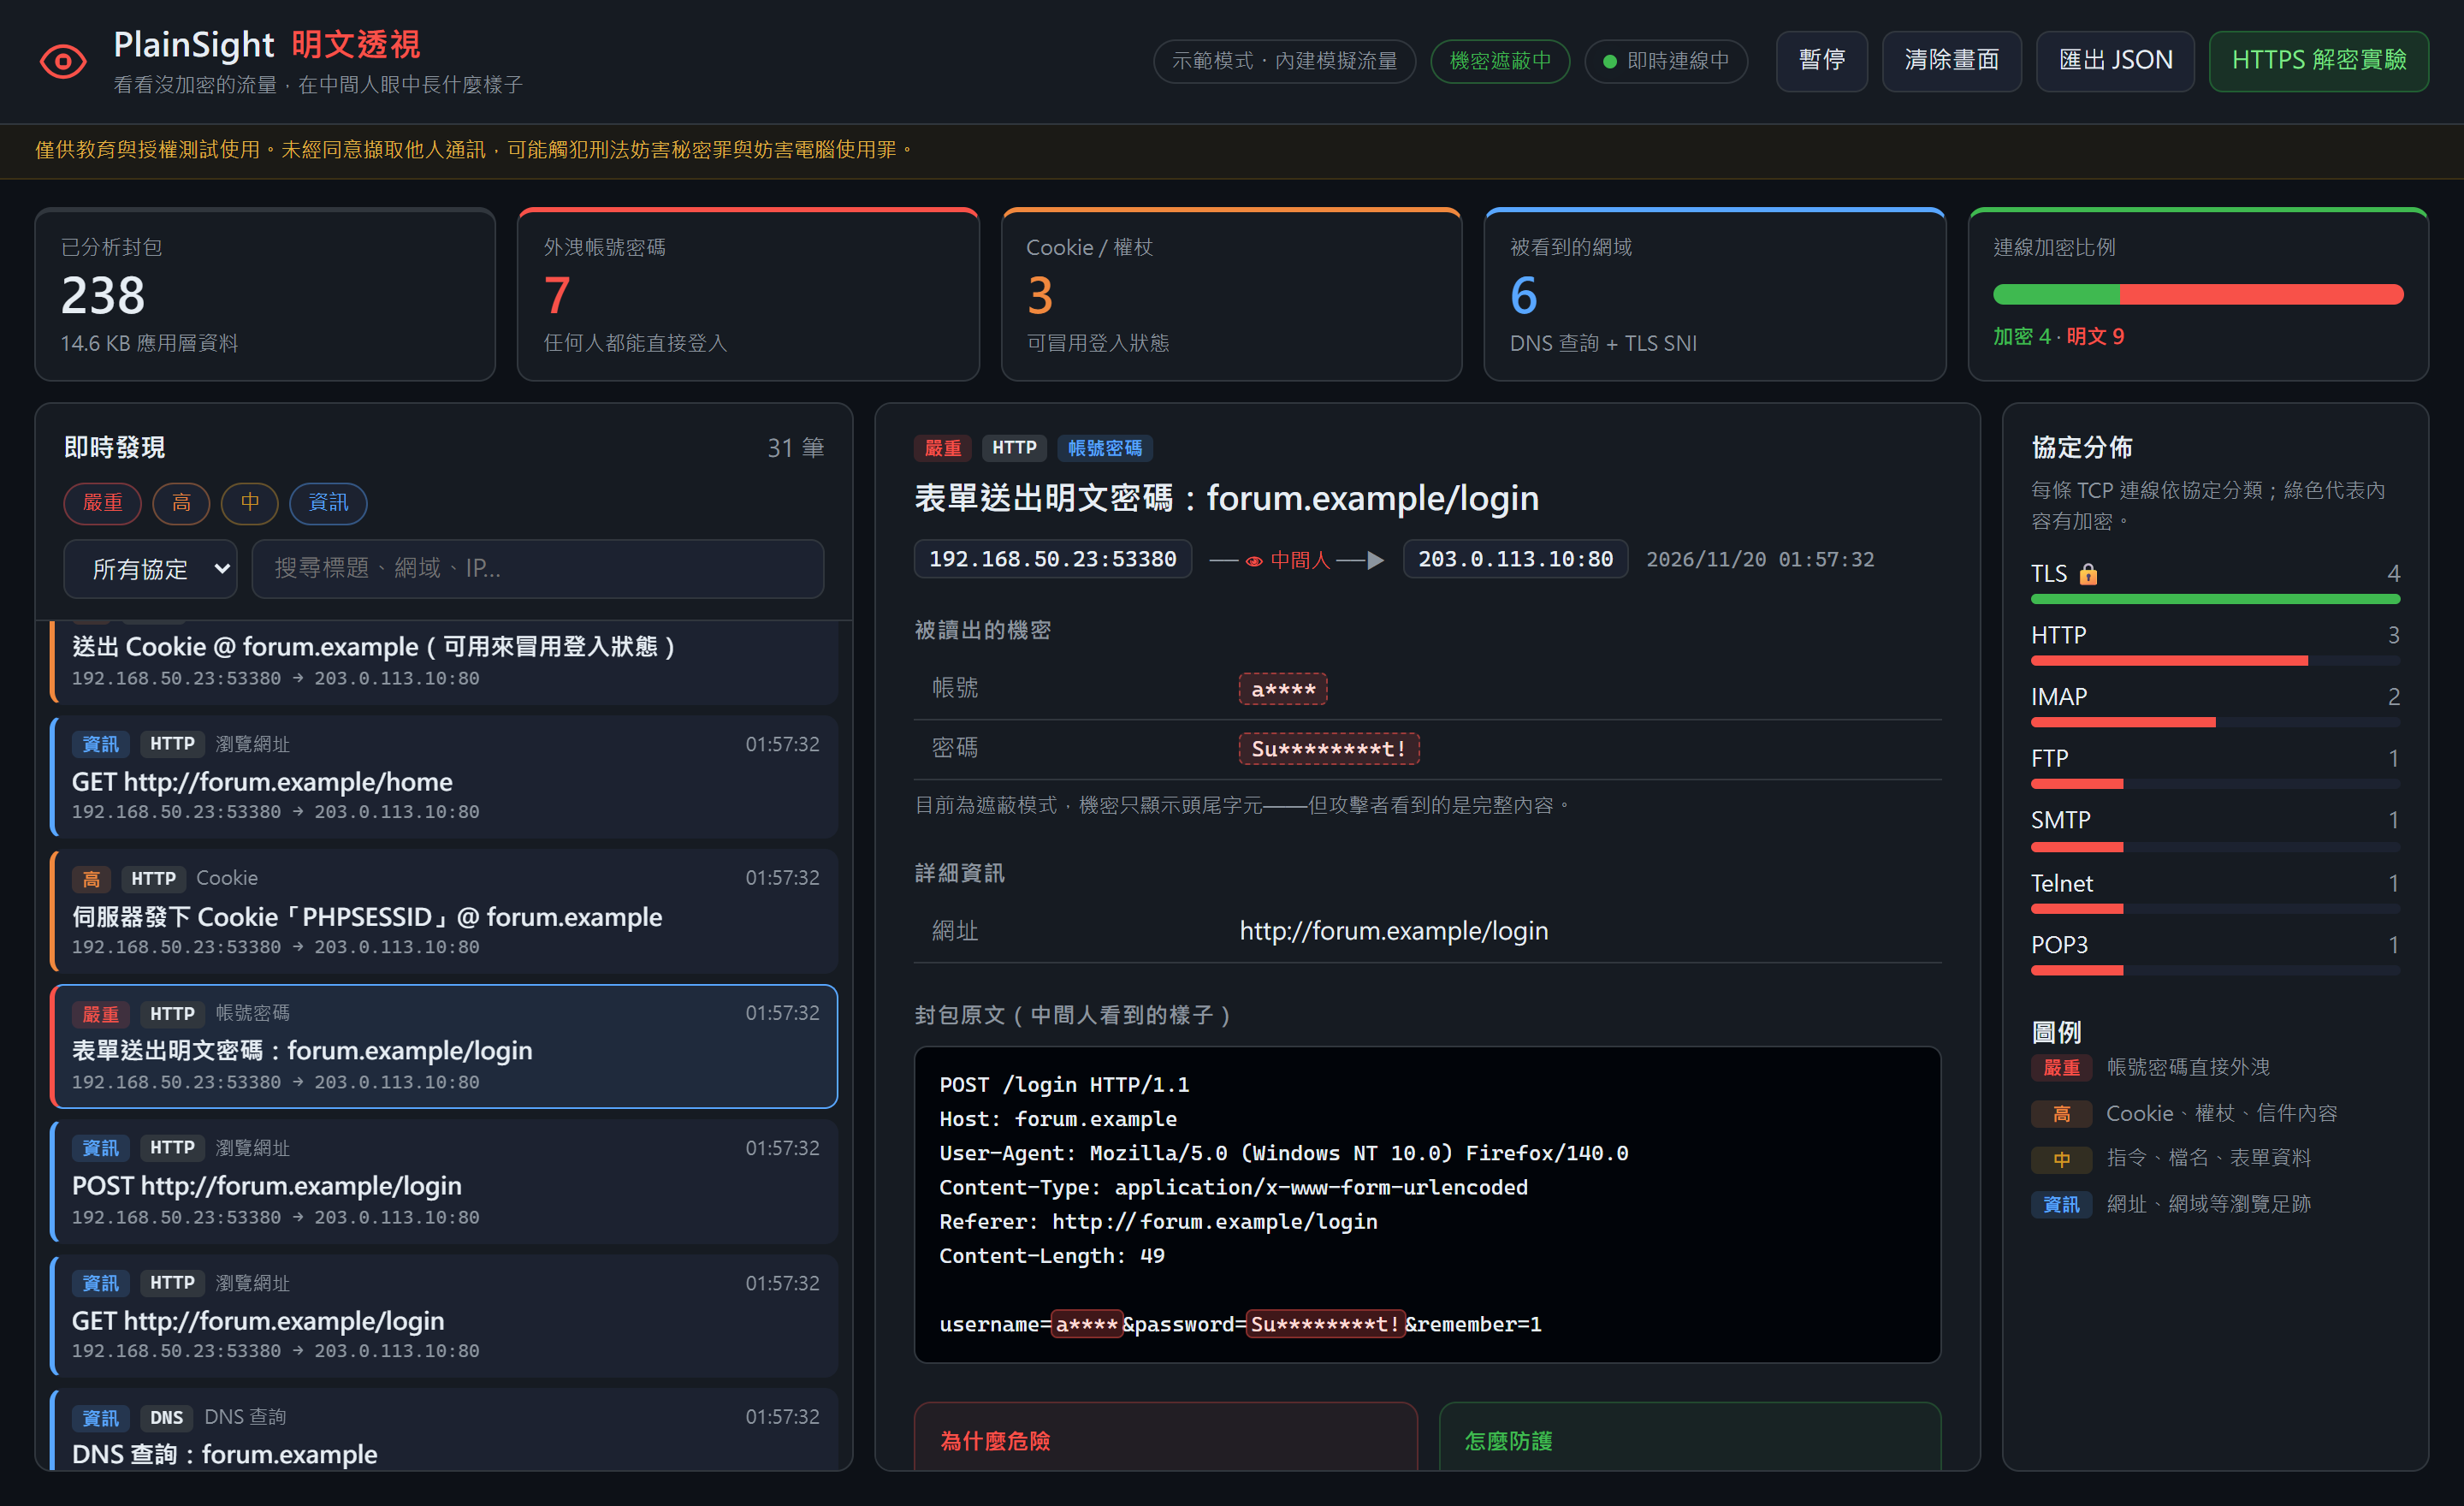 PlainSight 明文透視
看看沒加密的流量，在中間人眼中長什麼樣子
示範模式 · 內建模擬流量
機密遮蔽中
即時連線中
暫停
清除畫面
匯出 JSON
HTTPS 解密實驗
僅供教育與授權測試使用。未經同意擷取他人通訊，可能觸犯刑法妨害秘密罪與妨害電腦使用罪。
已分析封包
238
14.6 KB 應用層資料
外洩帳號密碼
7
任何人都能直接登入
Cookie / 權杖
3
可冒用登入狀態
被看到的網域
6
DNS 查詢 + TLS SNI
連線加密比例
加密 4 · 明文 9
即時發現
31 筆
嚴重
高
中
資訊
所有協定
搜尋標題、網域、IP...
送出 Cookie @ forum.example（可用來冒用登入狀態）
192.168.50.23:53380 → 203.0.113.10:80
資訊 HTTP 瀏覽網址 01:57:32
GET http://forum.example/home
192.168.50.23:53380 → 203.0.113.10:80
高 HTTP Cookie 01:57:32
伺服器發下 Cookie「PHPSESSID」@ forum.example
192.168.50.23:53380 → 203.0.113.10:80
嚴重 HTTP 帳號密碼 01:57:32
表單送出明文密碼：forum.example/login
192.168.50.23:53380 → 203.0.113.10:80
資訊 HTTP 瀏覽網址 01:57:32
POST http://forum.example/login
192.168.50.23:53380 → 203.0.113.10:80
資訊 HTTP 瀏覽網址 01:57:32
GET http://forum.example/login
192.168.50.23:53380 → 203.0.113.10:80
資訊 DNS DNS 查詢 01:57:32
DNS 查詢：forum.example
嚴重 HTTP 帳號密碼
表單送出明文密碼：forum.example/login
192.168.50.23:53380 中間人 203.0.113.10:80 2026/11/20 01:57:32
被讀出的機密
帳號 a****
密碼 Su********t!
目前為遮蔽模式，機密只顯示頭尾字元——但攻擊者看到的是完整內容。
詳細資訊
網址 http://forum.example/login
封包原文（中間人看到的樣子）
POST /login HTTP/1.1
Host: forum.example
User-Agent: Mozilla/5.0 (Windows NT 10.0) Firefox/140.0
Content-Type: application/x-www-form-urlencoded
Referer: http://forum.example/login
Content-Length: 49
username=a****&password=Su********t!&remember=1
為什麼危險
怎麼防護
協定分佈
每條 TCP 連線依協定分類；綠色代表內
容有加密。
TLS 4
HTTP 3
IMAP 2
FTP 1
SMTP 1
Telnet 1
POP3 1
圖例
嚴重 帳號密碼直接外洩
高 Cookie、權杖、信件內容
中 指令、檔名、表單資料
資訊 網址、網域等瀏覽足跡